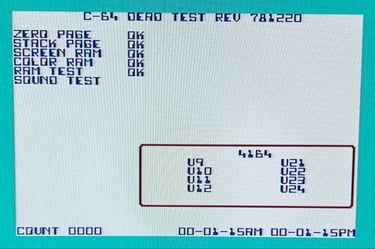 C-64 DEAD TEST REV 781220
ZERO PAGE OK
STACK PAGE OK
SCREEN RAM OK
COLOR RAM OK
RAM TEST OK
SOUND TEST
4164
U9 U21
U10 U22
U11 U23
U12 U24
COUNT 0000 00-01-15AM 00-01-15PM